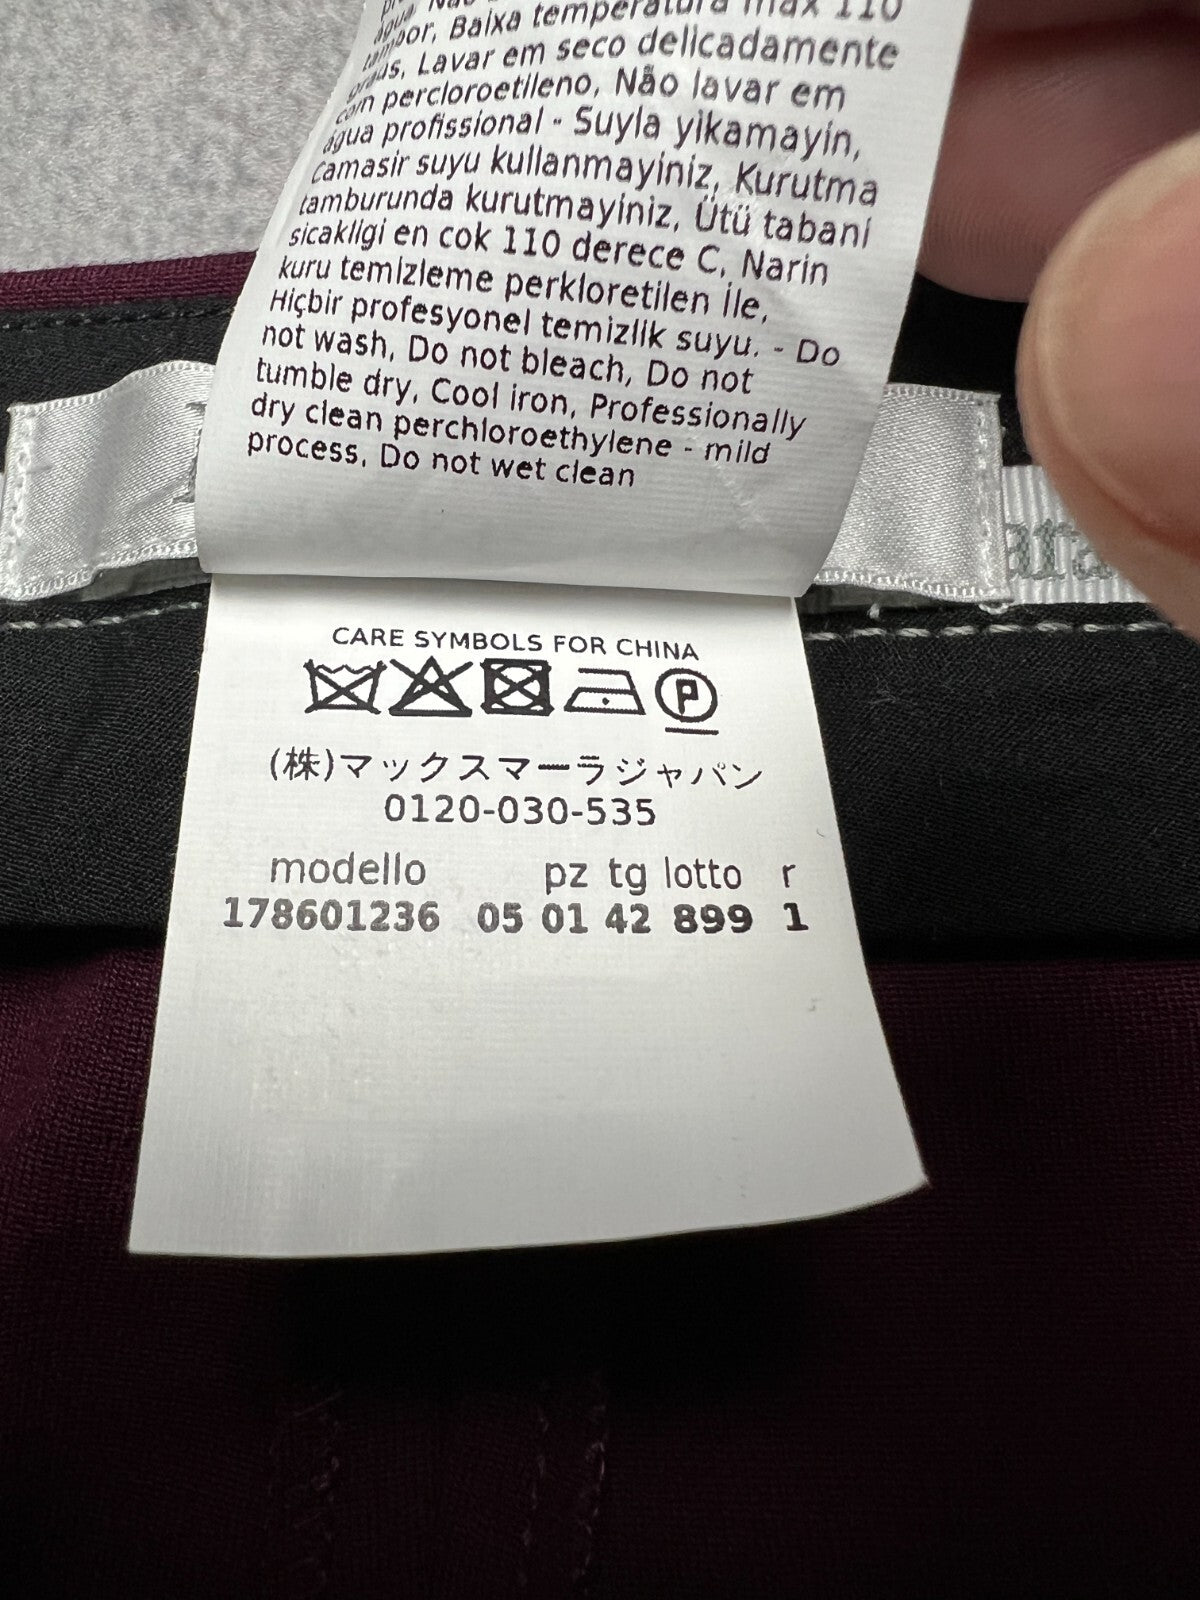 água, Não
tambor, Baixa temperatura max 110
graus, Lavar em seco delicadamente
com percloroetileno, Não lavar em
água profissional - Suyla yikamayin,
Camasir suyu kullanmayiniz, Kurutma
tamburunda kurutmayiniz, Ütü tabani
sicakligi en cok 110 derece C, Narin
kuru temizleme perkloretilen İle,
Hiçbir profesyonel temizlik suyu. - Do
not wash, Do not bleach, Do not
tumble dry, Cool iron, Professionally
dry clean perchloroethylene - mild
process, Do not wet clean
CARE SYMBOLS FOR CHINA
P
(株)マックスマーラジャパン
0120-030-535
modello pz tg lotto r
178601236 05 01 42 899 1